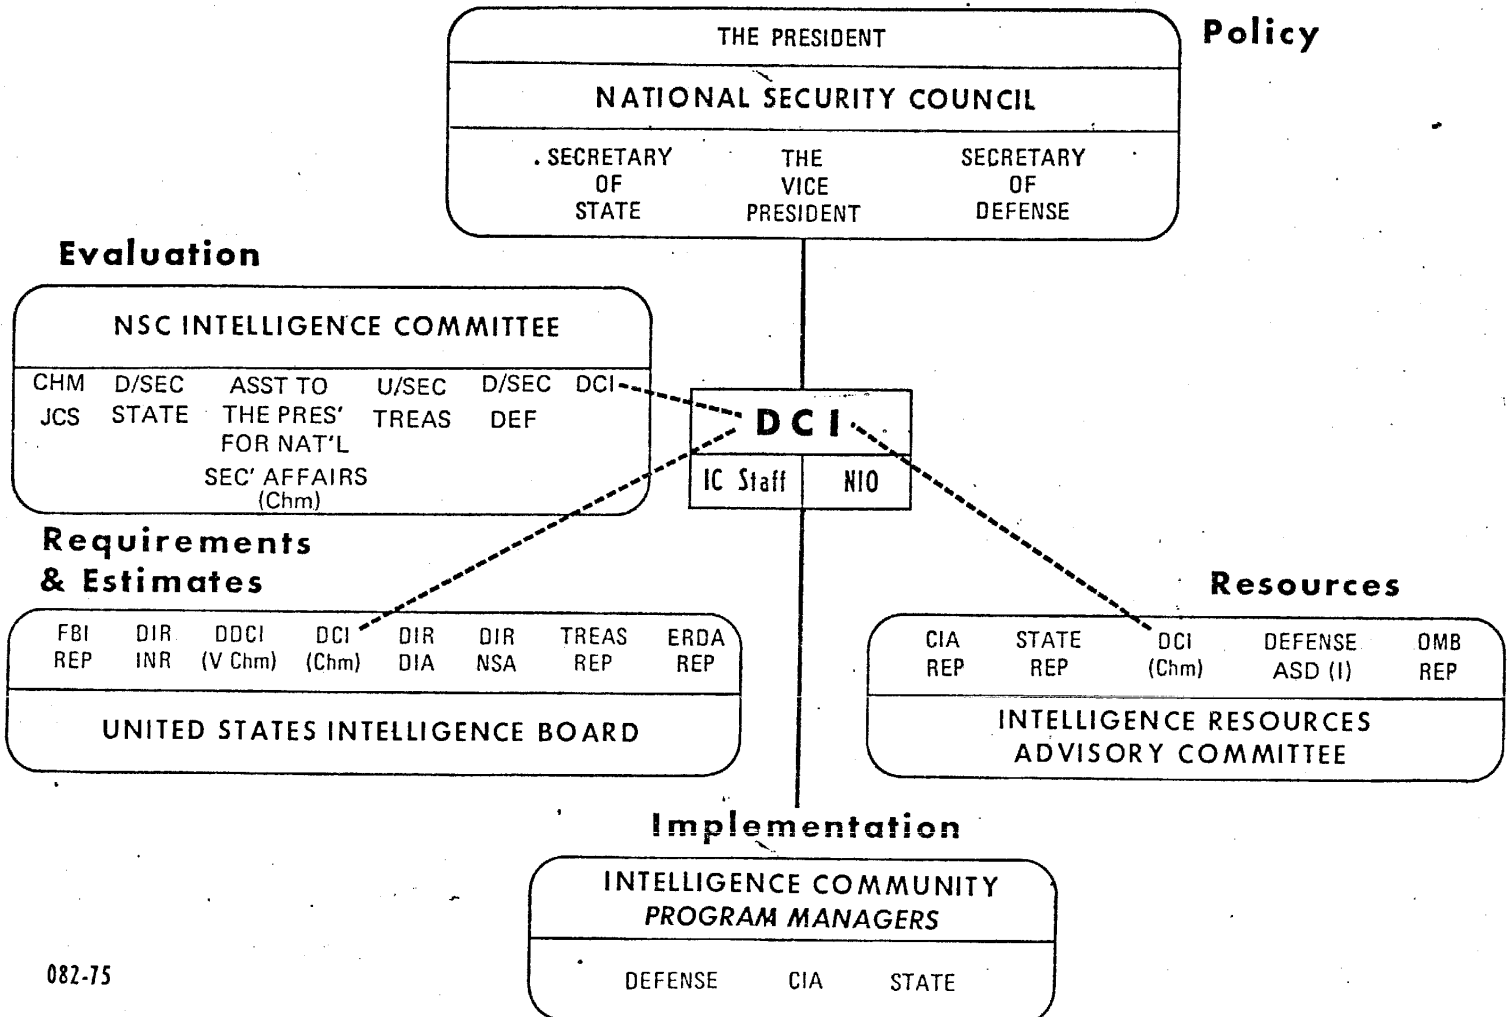 Policy
THE PRESIDENT
NATIONAL SECURITY COUNCIL
SECRETARY OF STATE
THE VICE PRESIDENT
SECRETARY OF DEFENSE
Evaluation
NSC INTELLIGENCE COMMITTEE
CHM JCS
D/SEC STATE
ASST TO THE PRES' FOR NAT'L SEC' AFFAIRS (Chm)
U/SEC TREAS
D/SEC DEF
DCI
DCI
IC Staff
NIO
Requirements
& Estimates
FBI REP
DIR INR
DDCI (V Chm)
DCI (Chm)
DIR DIA
DIR NSA
TREAS REP
ERDA REP
UNITED STATES INTELLIGENCE BOARD
Resources
CIA REP
STATE REP
DCI (Chm)
DEFENSE ASD (I)
OMB REP
INTELLIGENCE RESOURCES
ADVISORY COMMITTEE
Implementation
INTELLIGENCE COMMUNITY
PROGRAM MANAGERS
DEFENSE
CIA
STATE
082-75